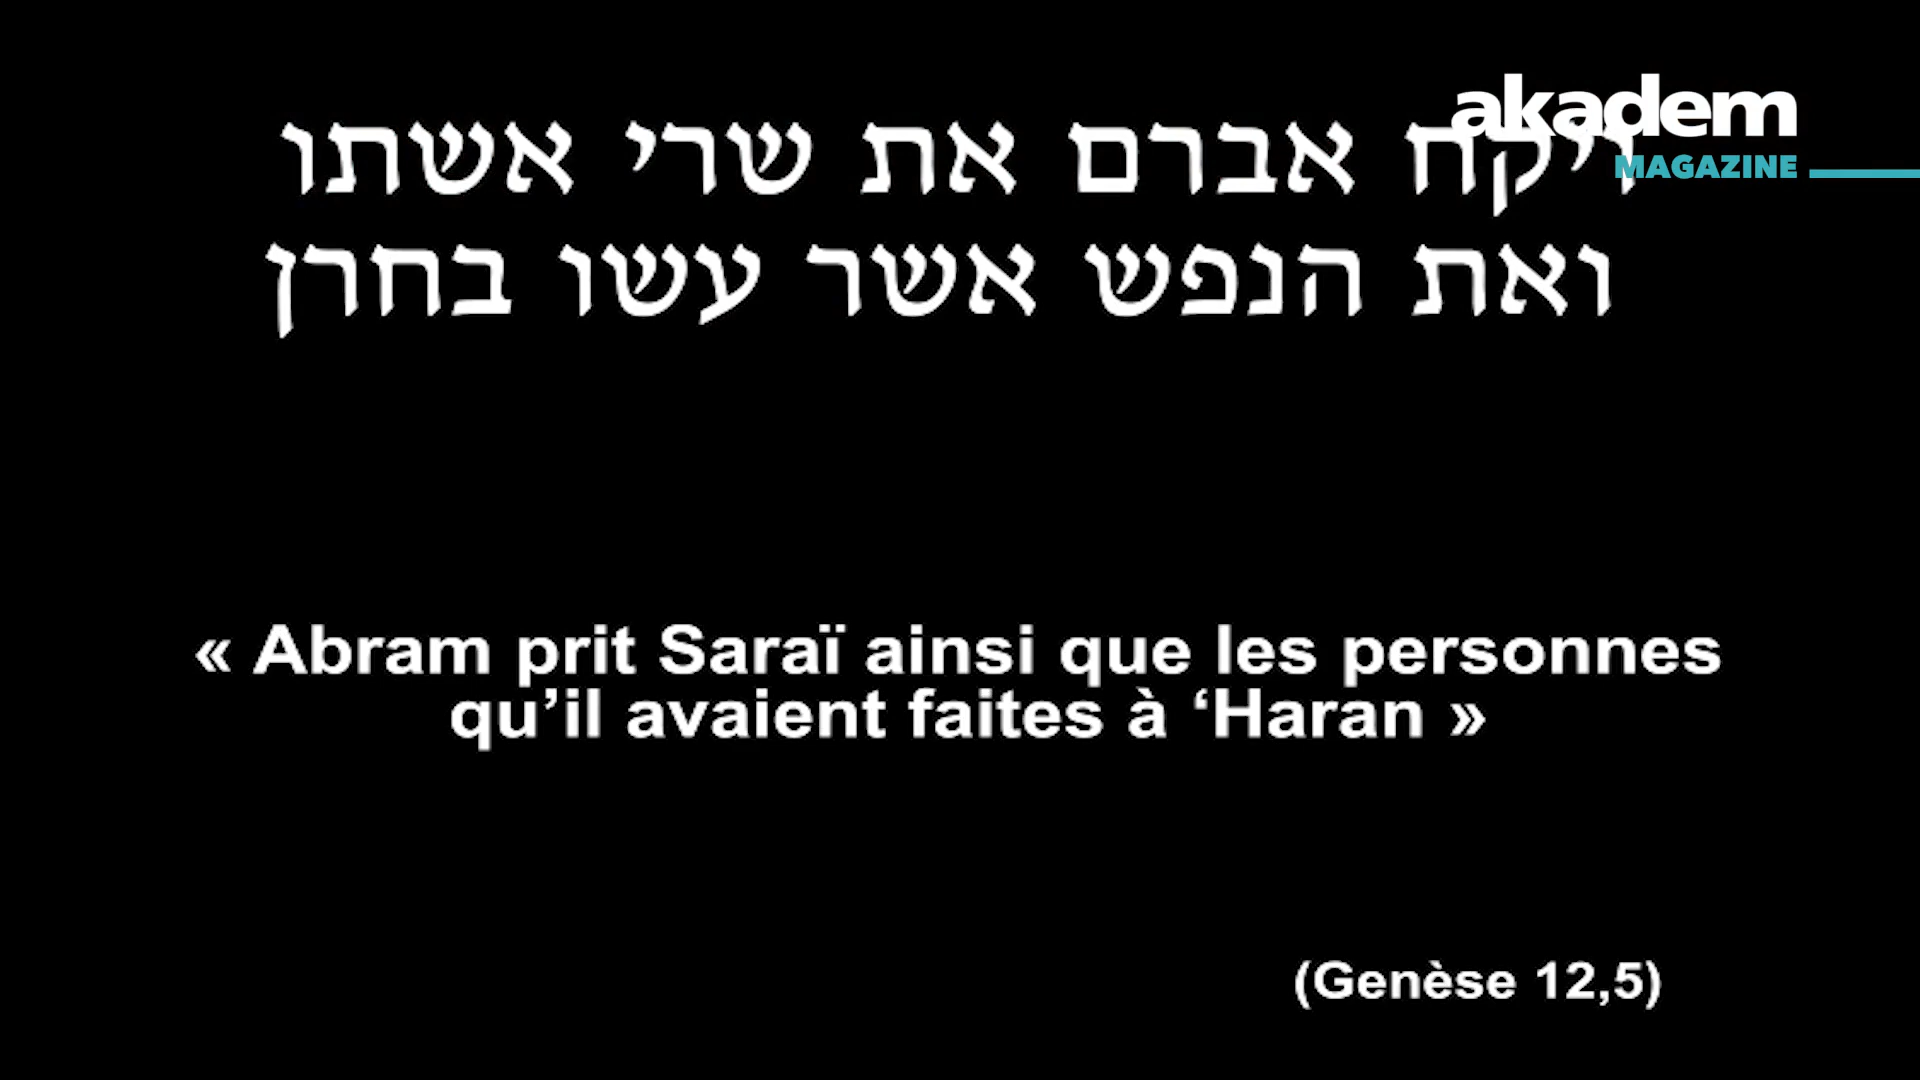 akadem
MAGAZINE
ויקח אברם את שרי אשתו
ואת הנפש אשר עשו בחרן
« Abram prit Saraï ainsi que les personnes
qu’il avaient faites à ‘Haran »
(Genèse 12,5)